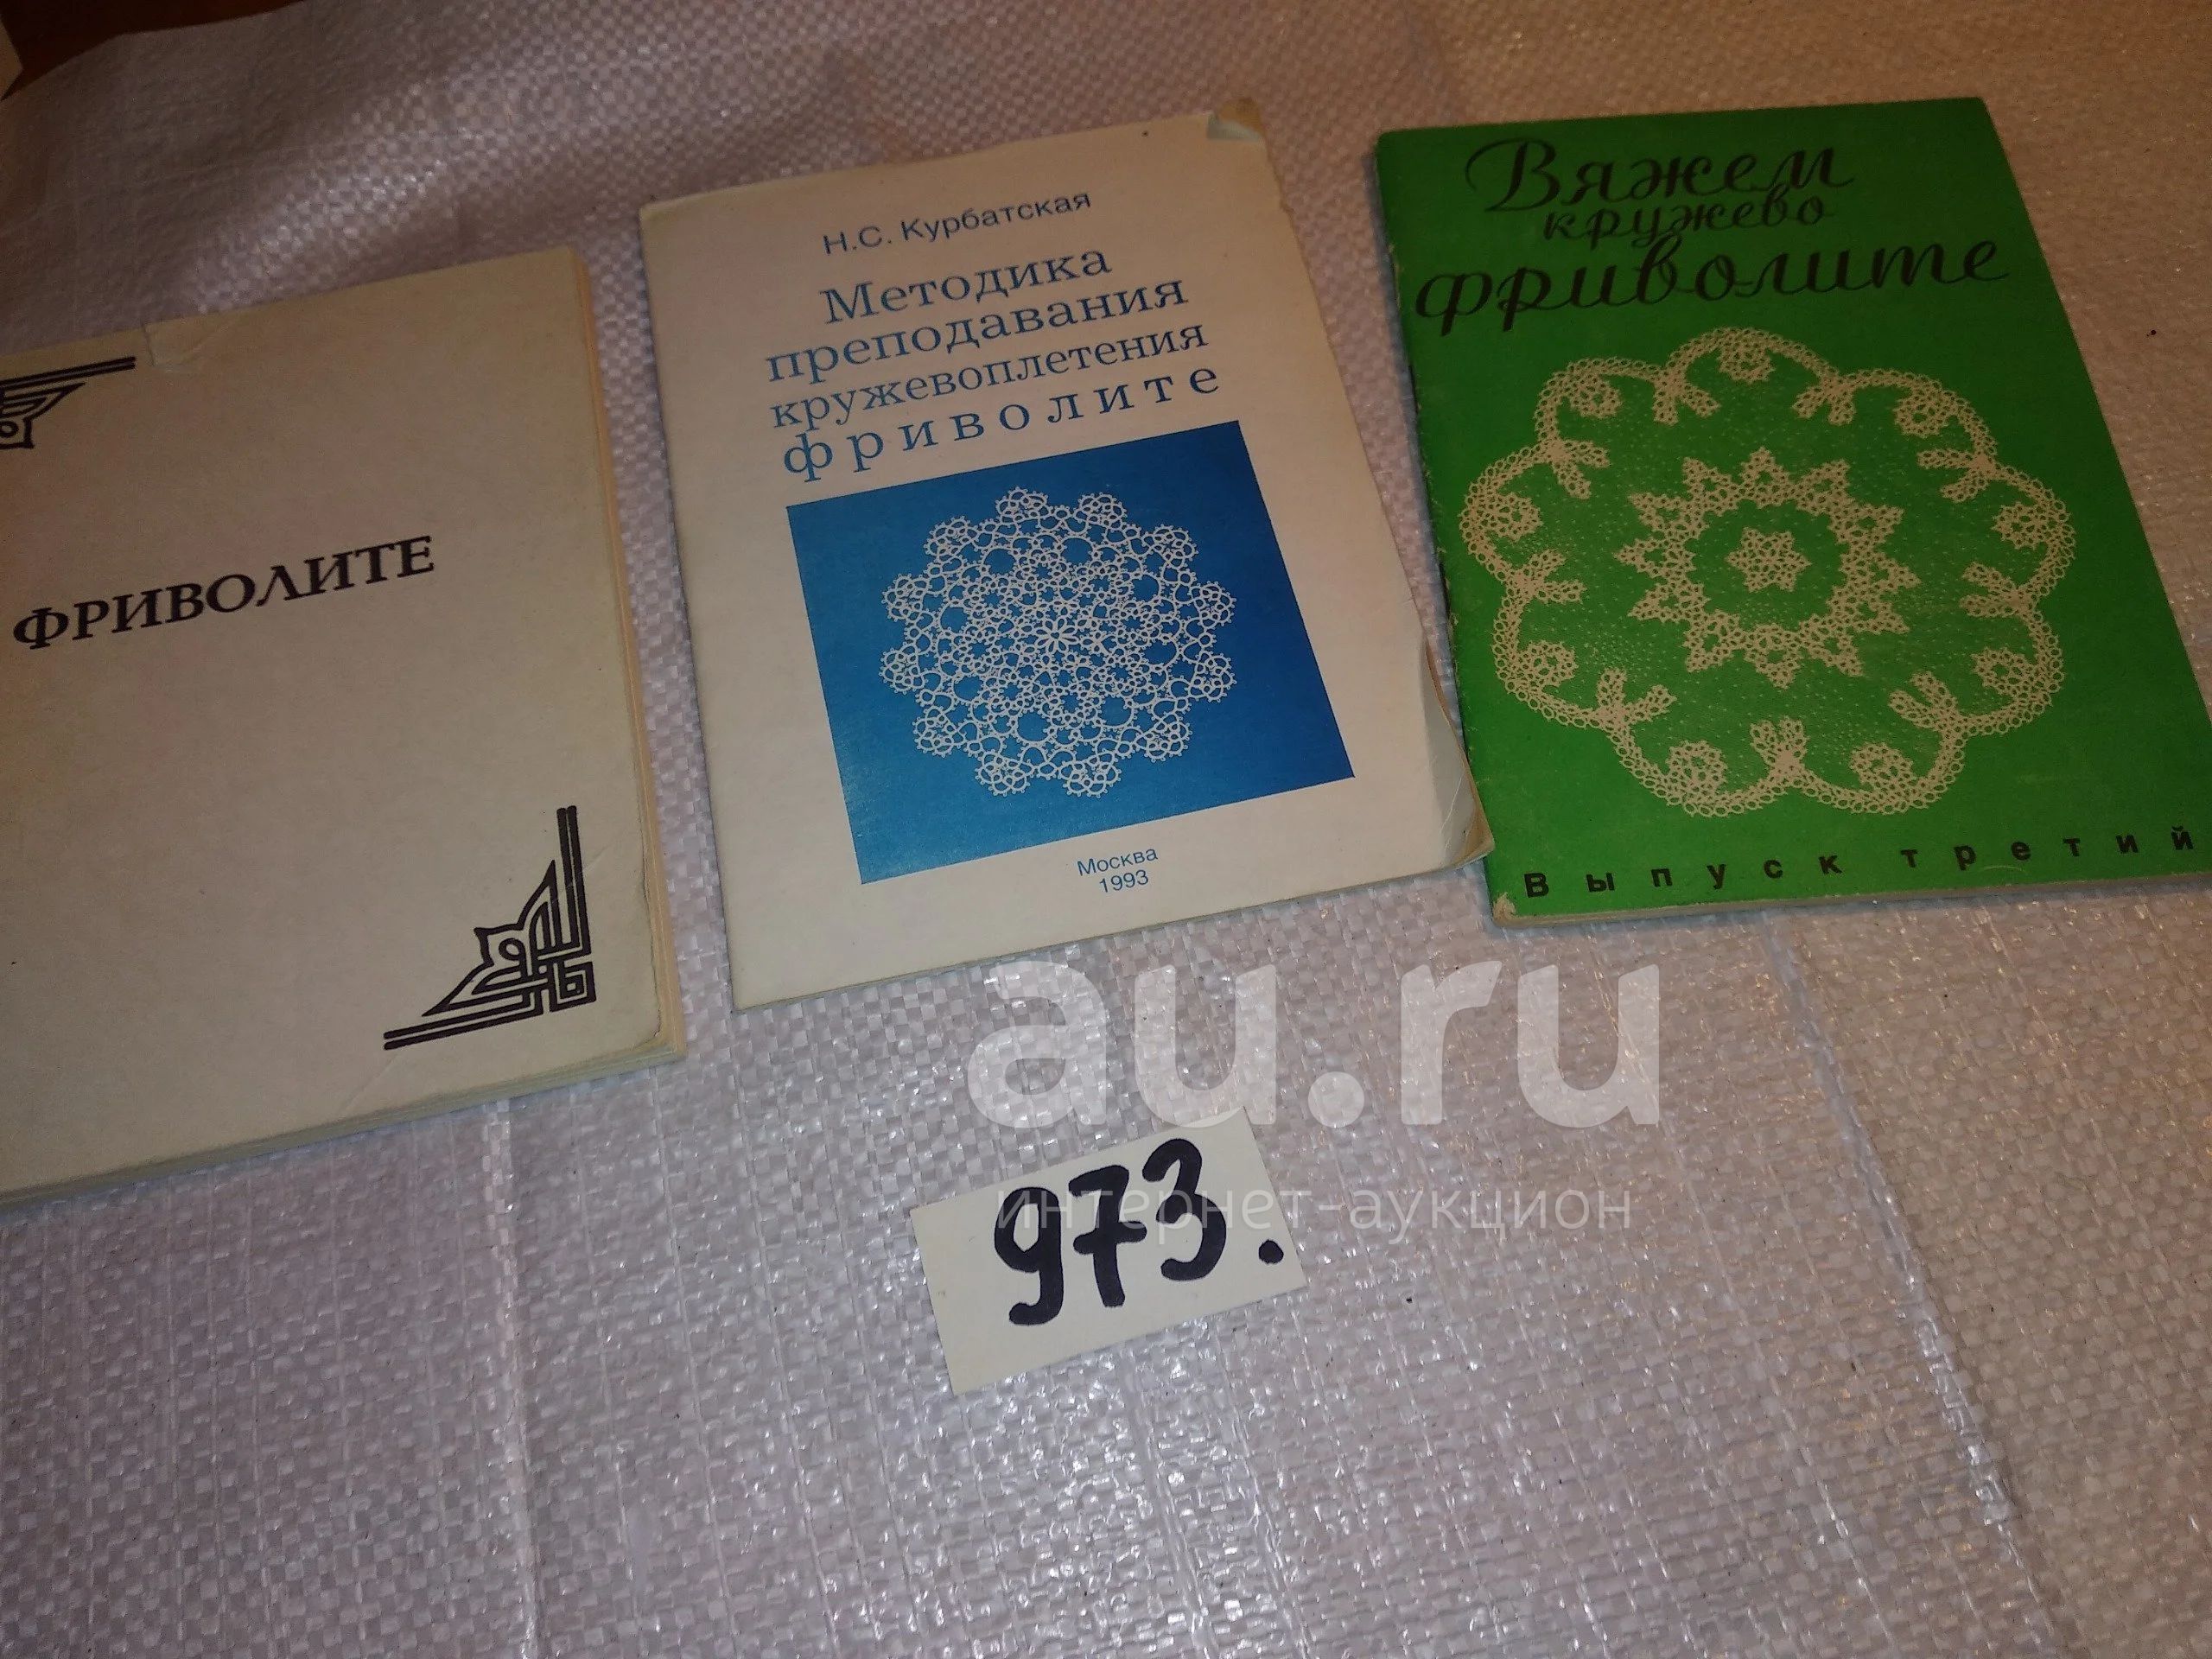 ФРИВОЛИТЕ
Н.С. Курбатская
Методика
преподавания
кружевоплетения
фриволите
Москва
1993
Вяжем
кружево
фриволите
Выпуск третий
au.ru
интернет-аукцион
973.